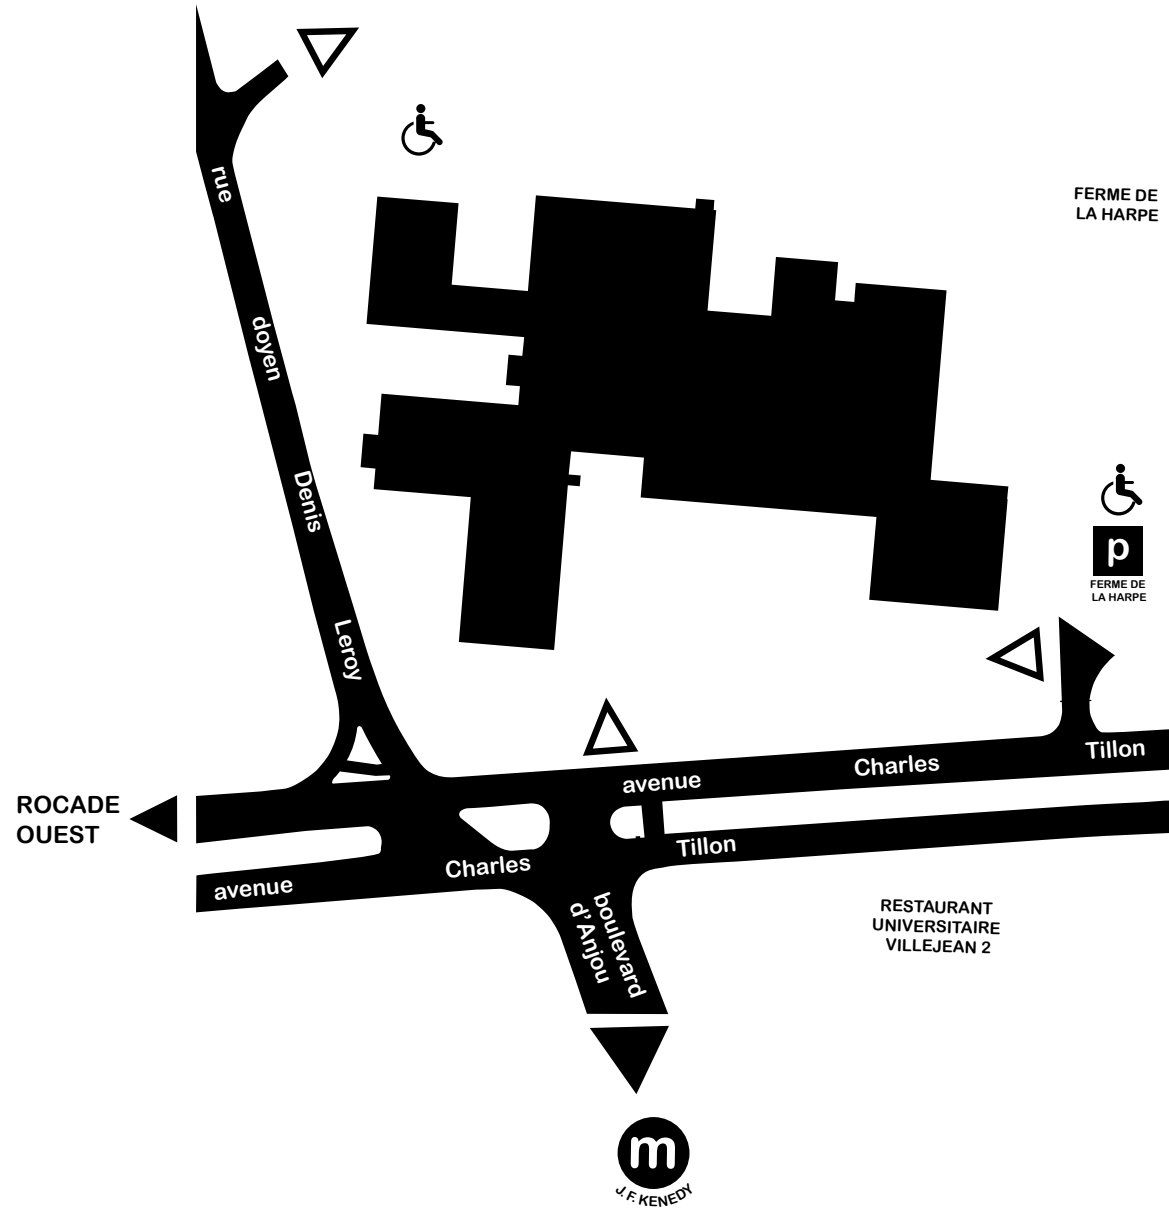 FERME DE
LA HARPE
rue
doyen
Denis
Leroy
p
FERME DE
LA HARPE
ROCADE
OUEST
avenue
Charles
Tillon
avenue
Charles
Tillon
boulevard
d'Anjou
RESTAURANT
UNIVERSITAIRE
VILLEJEAN 2
m
J. F. KENEDY